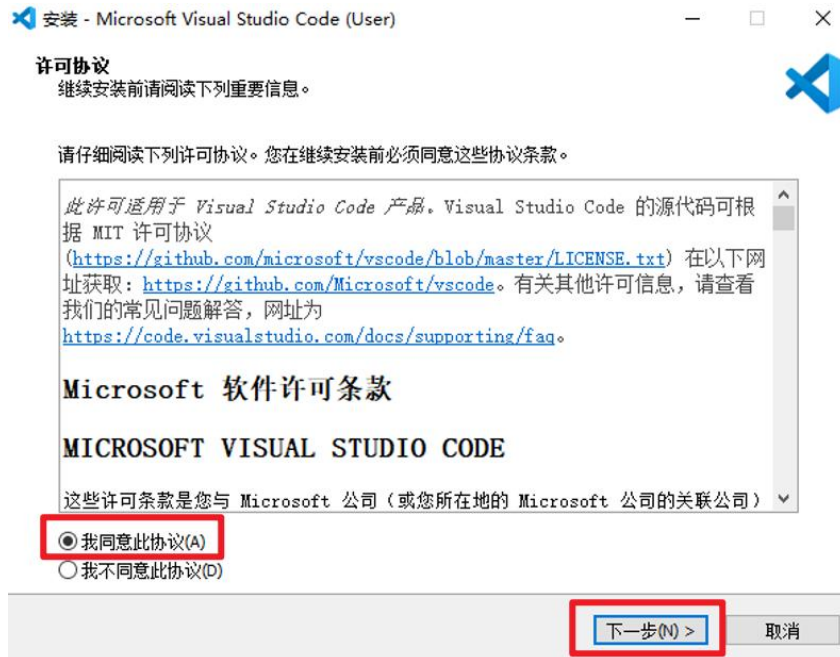 安装 - Microsoft Visual Studio Code (User)
许可协议
继续安装前请阅读下列重要信息。
请仔细阅读下列许可协议。您在继续安装前必须同意这些协议条款。
此许可适用于 Visual Studio Code 产品。Visual Studio Code 的源代码可根
据 MIT 许可协议
(https://github.com/microsoft/vscode/blob/master/LICENSE.txt) 在以下网
址获取：https://github.com/Microsoft/vscode。有关其他许可信息，请查看
我们的常见问题解答，网址为
https://code.visualstudio.com/docs/supporting/faq。
Microsoft 软件许可条款
MICROSOFT VISUAL STUDIO CODE
这些许可条款是您与 Microsoft 公司（或您所在地的 Microsoft 公司的关联公司）
我同意此协议(A)
我不同意此协议(D)
下一步(N) >
取消